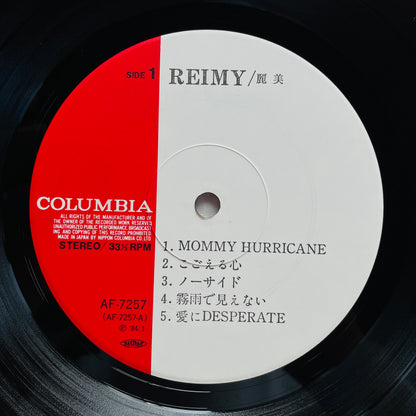 SIDE 1 REIMY/麗美
COLUMBIA
ALL RIGHTS OF THE MANUFACTURER AND OF
THE OWNER OF THE RECORDED WORK RESERVED
UNAUTHORIZED PUBLIC PERFORMANCE BROADCAST
ING AND COPYING OF THIS RECORD PROHIBITED
MADE IN JAPAN BY NIPPON COLUMBIA CO LTD
STEREO/33⅓RPM
1. MOMMY HURRICANE
2. こごえる心
3. ノーサイド
4. 霧雨で見えない
5. 愛にDESPERATE
AF-7257
(AF-7257-A)
Ⓟ '84.1